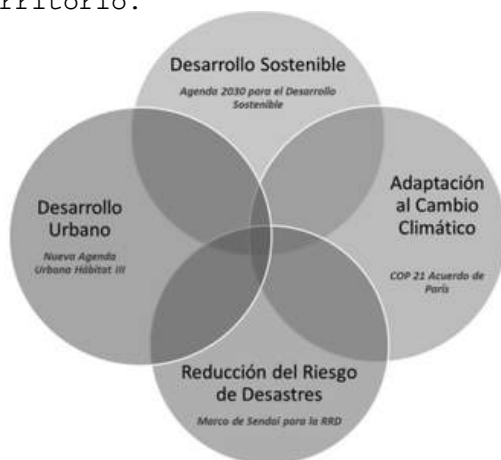 rritorio.
Desarrollo Sostenible
Agenda 2030 para el Desarrollo
Sostenible
Desarrollo
Urbano
Nueva Agenda
Urbana Hábitat III
Adaptación
al Cambio
Climático
COP 21 Acuerdo de
París
Reducción del Riesgo
de Desastres
Marco de Sendai para la RRD